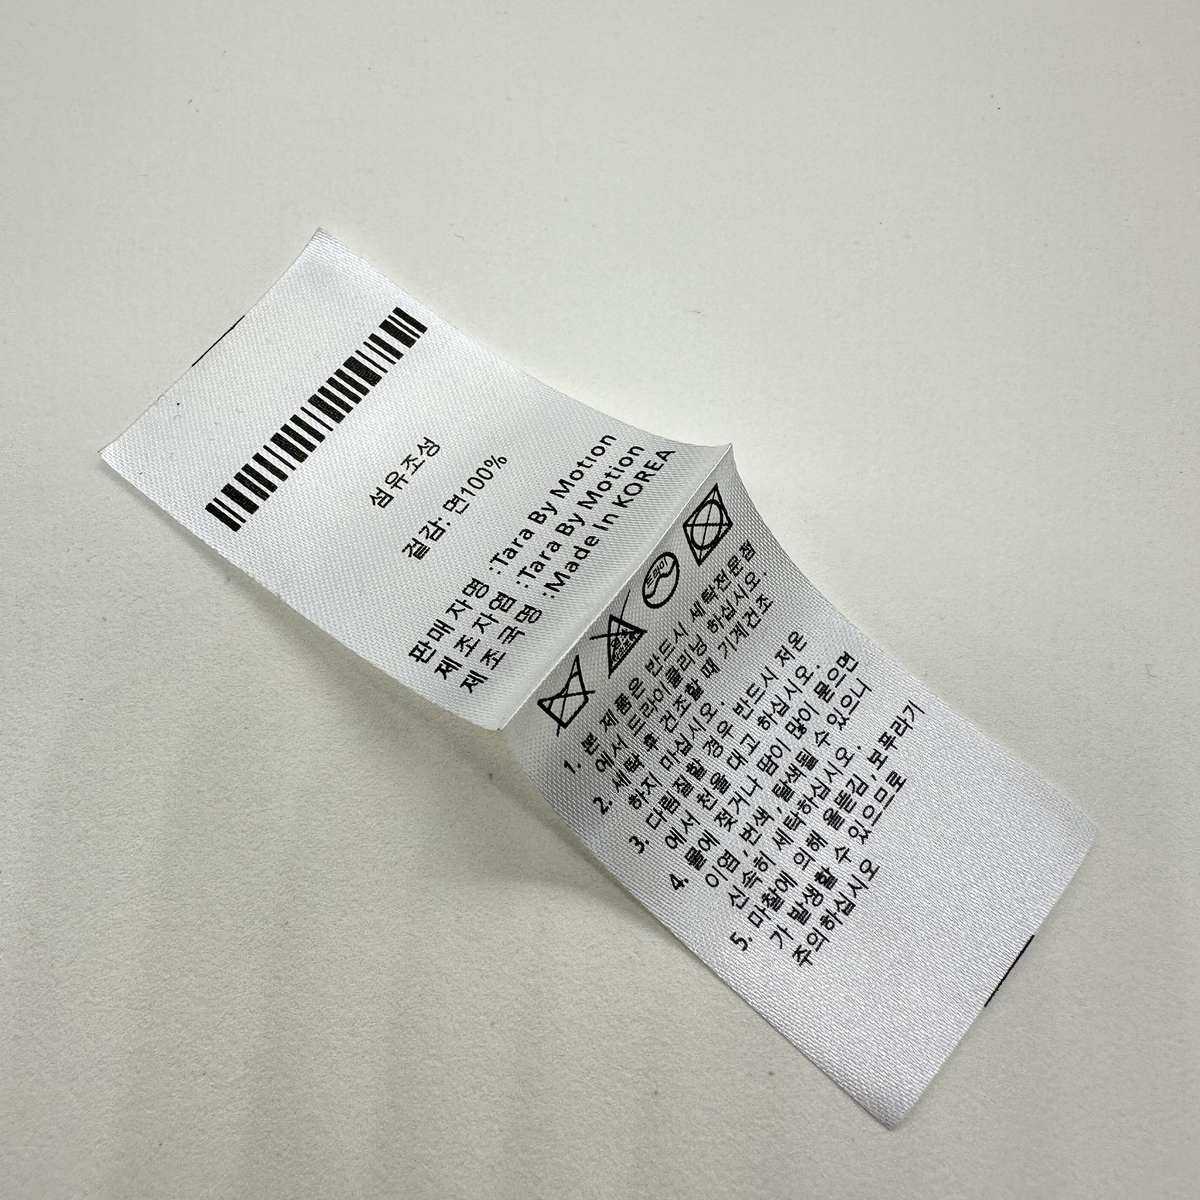 섬유조성
겉감: 면100%
판매자명 :Tara By Motion
제조자업 :Tara By Motion
제조국명 :Made In KOREA
드라이
1. 본 제품은 반드시 세탁전문점
에서 드라이클리닝 하십시오.
2. 세탁 후 건조할 때 기계건조
하지 마십시오.
3. 다림질할 경우 반드시 저온
에서 천을 대고 하십시오.
4. 물에 젖거나 땀이 많이 묻으면
이염,변색,탈색될 수 있으니
신속히 세탁하십시오.
5. 마찰에 의해 올뜯김,보푸라기
가 발생할 수 있으므로
주의하십시오